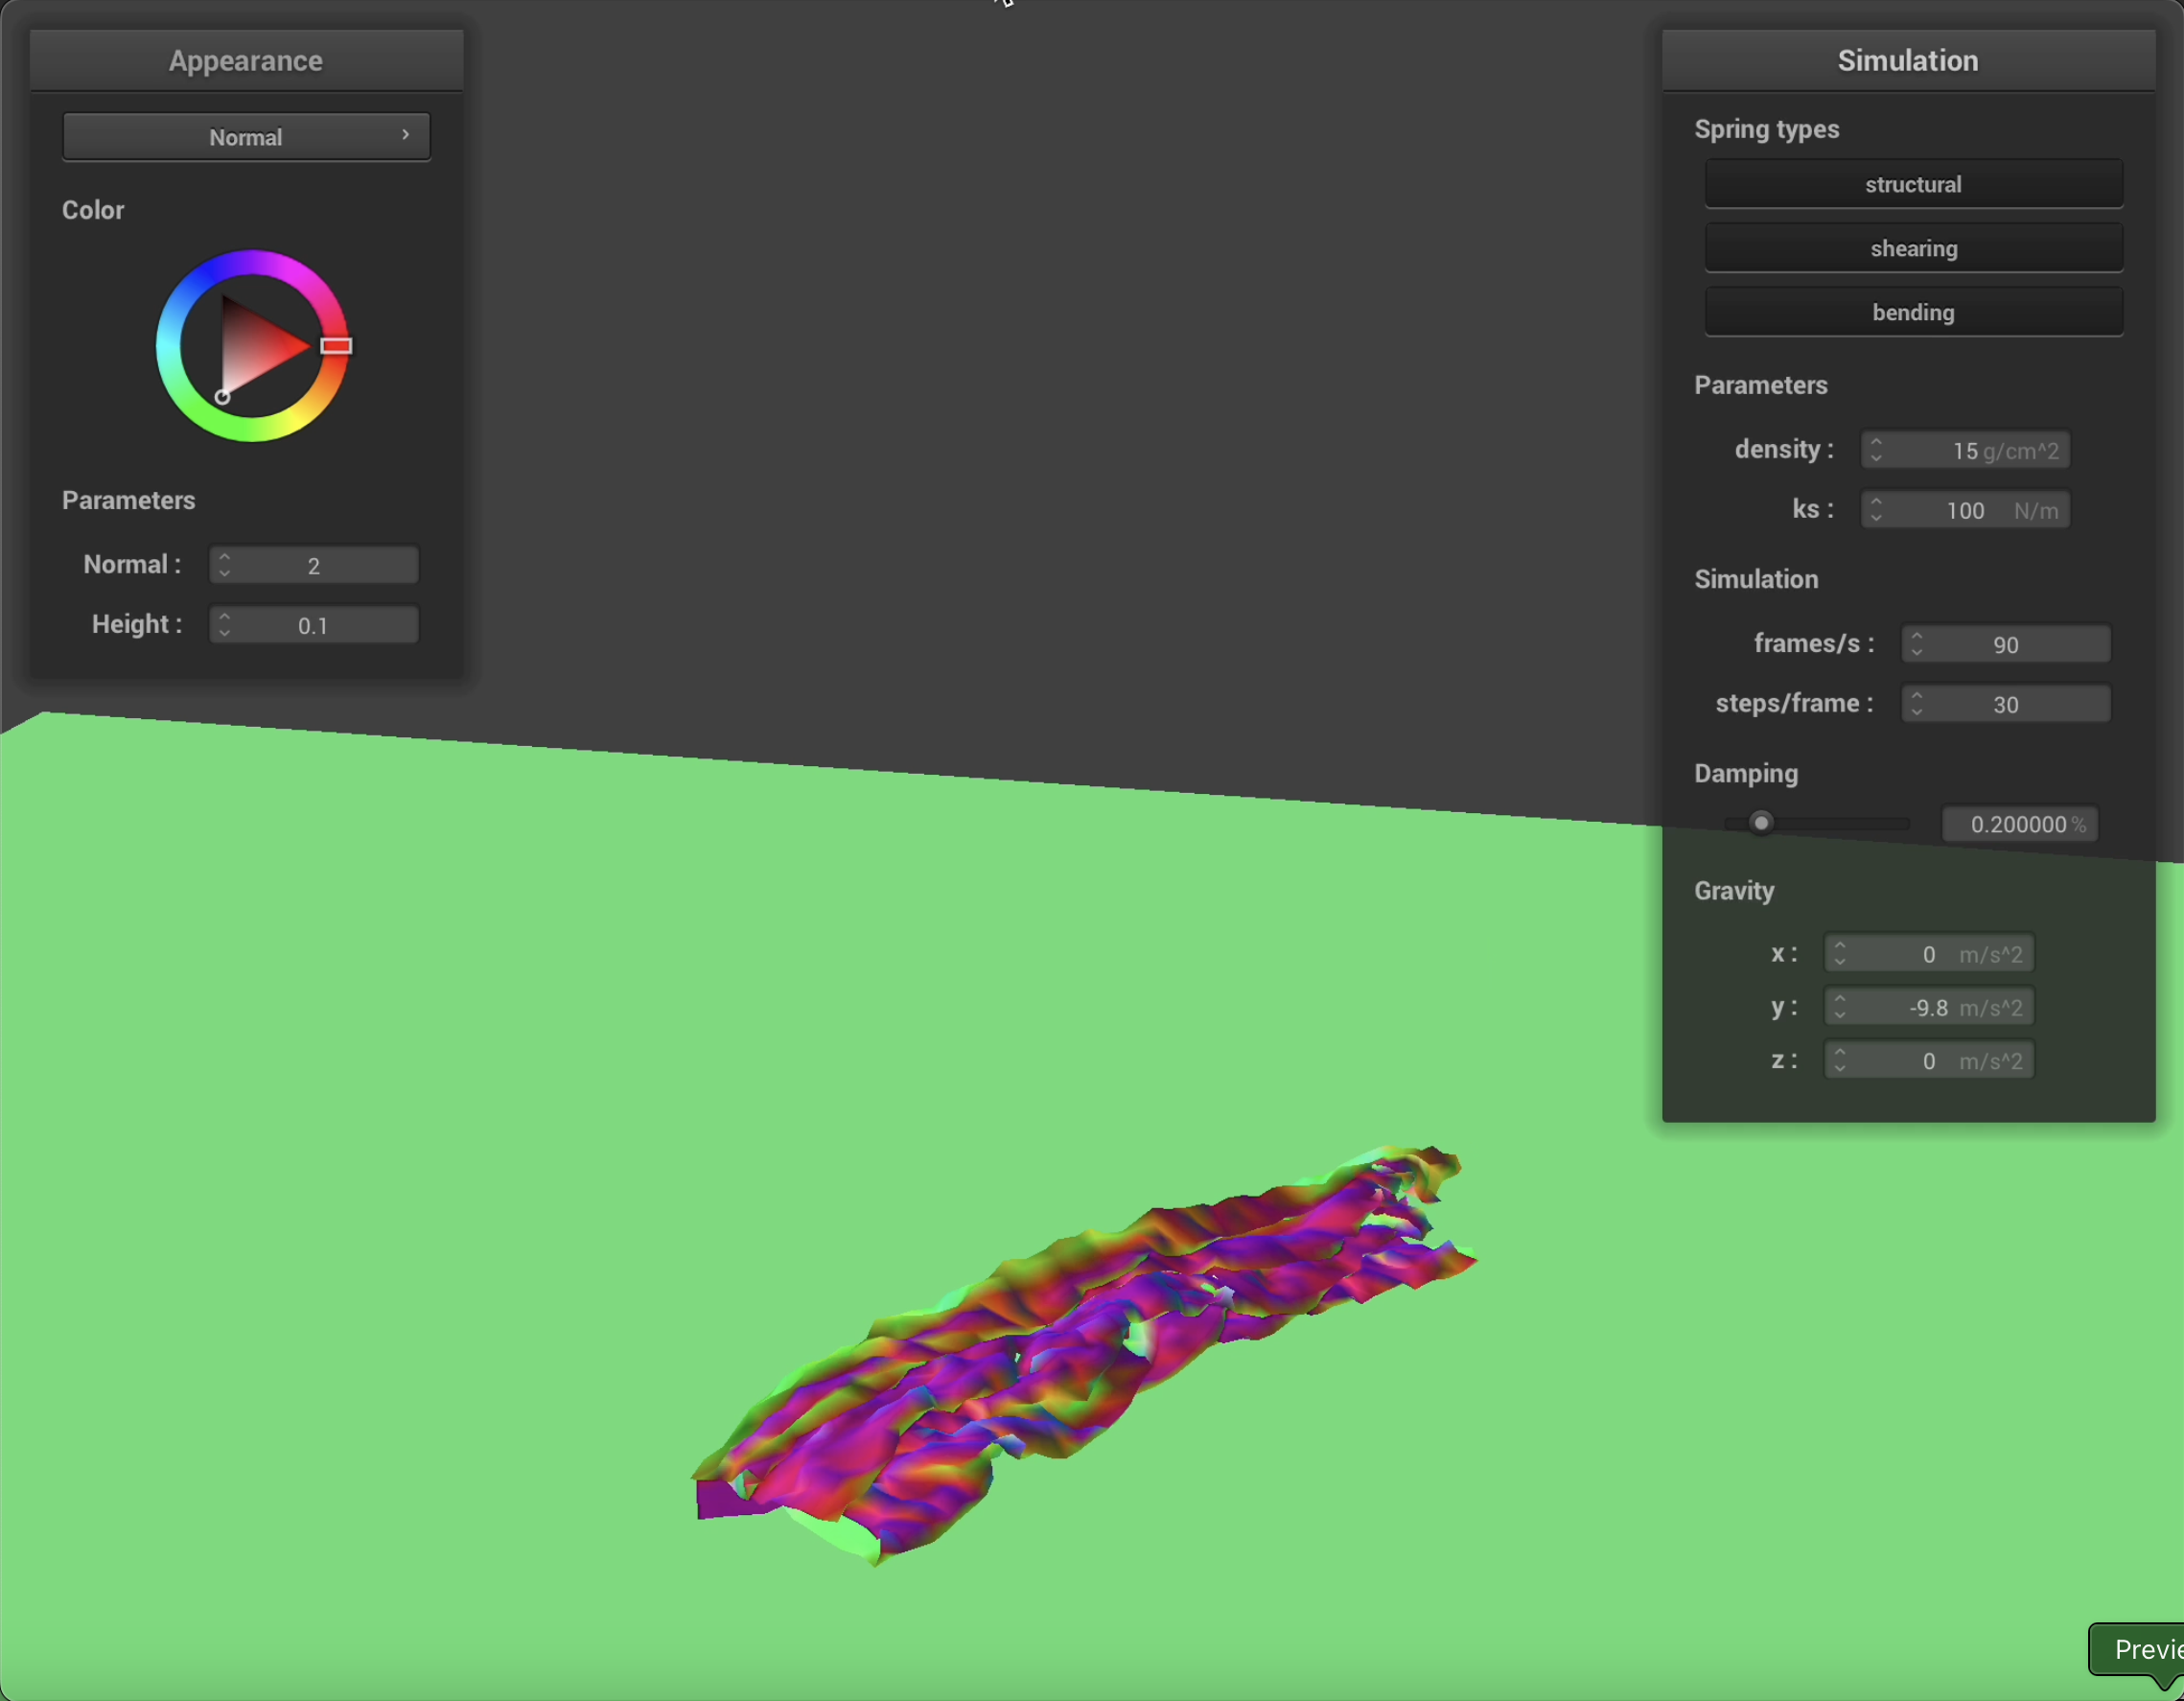 Appearance
Normal
Color
Parameters
Normal : 2
Height : 0.1
Simulation
Spring types
structural
shearing
bending
Parameters
density : 15 g/cm^2
ks : 100 N/m
Simulation
frames/s : 90
steps/frame : 30
Damping
0.200000 %
Gravity
x : 0 m/s^2
y : -9.8 m/s^2
z : 0 m/s^2
Previe